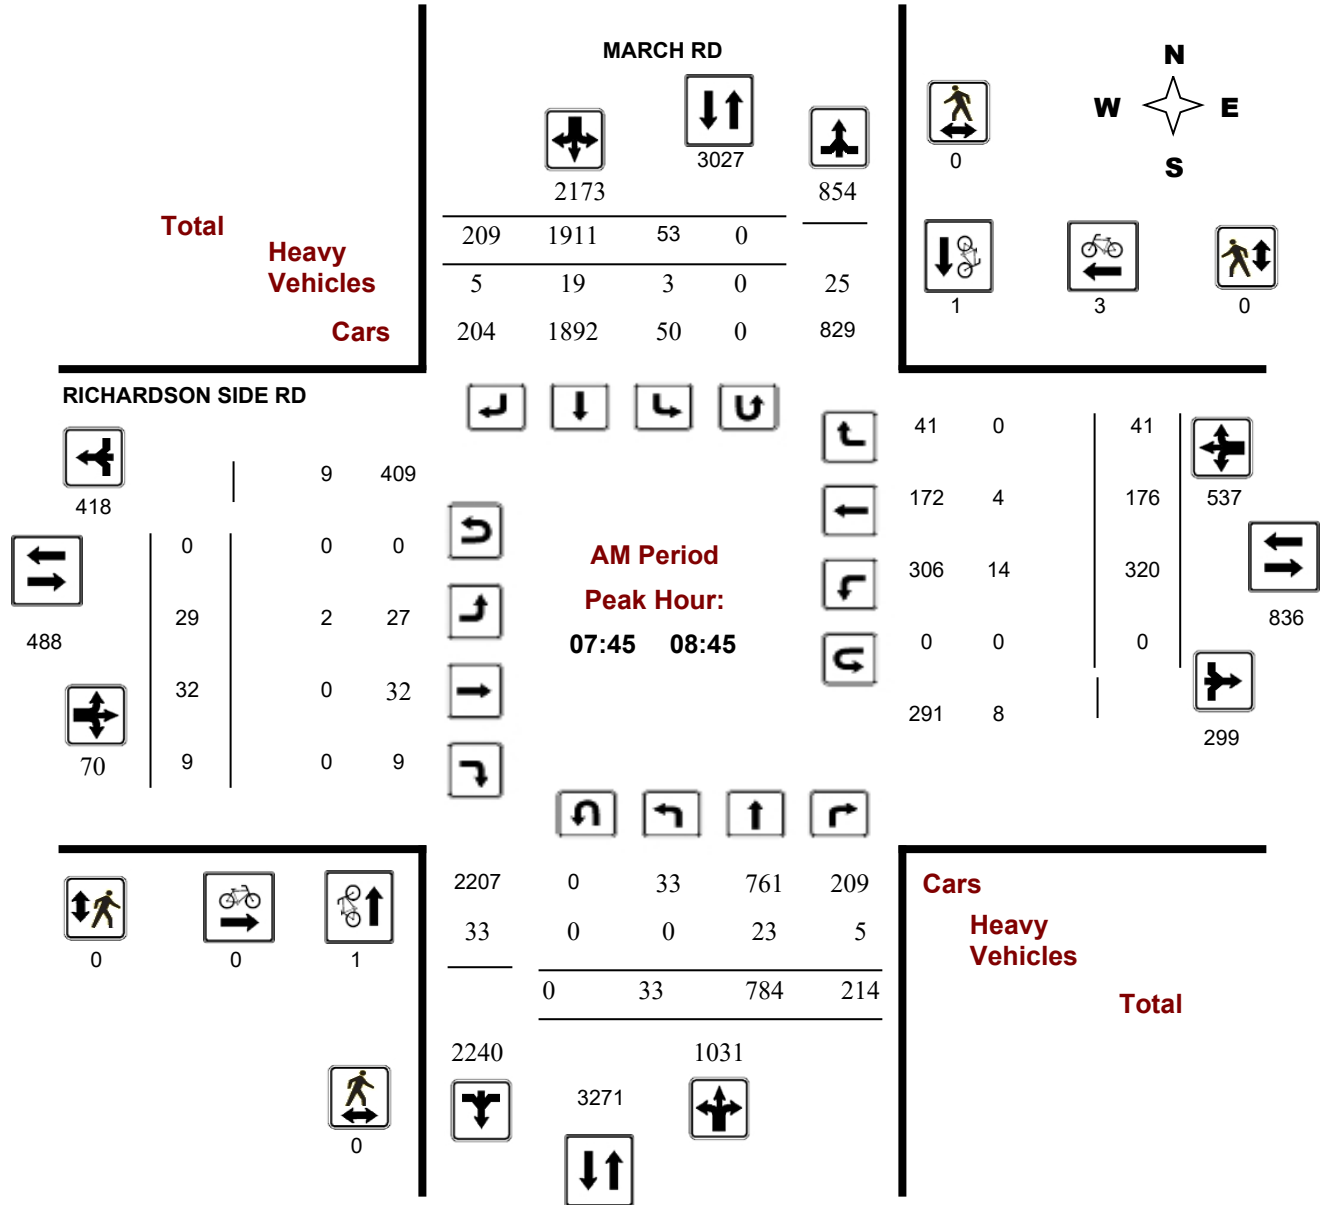 MARCH RD
N
W E
S
3027
0
2173 854
Total 209 1911 53 0
Heavy
Vehicles 5 19 3 0 25
1 3 0
Cars 204 1892 50 0 829
RICHARDSON SIDE RD
41 0 41
9 409
418 172 4 176 537
0 0 0 AM Period
306 14 320
29 2 27 Peak Hour:
836
488 07:45 08:45 0 0 0
32 0 32
291 8
299
70 9 0 9
2207 0 33 761 209 Cars
33 0 0 23 5 Heavy
Vehicles
0 0 1
0 33 784 214 Total
2240 1031
3271
0